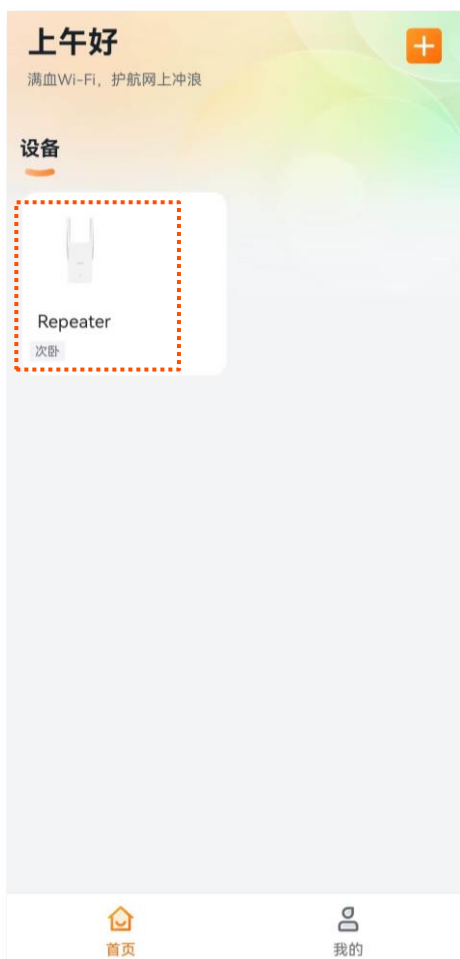 上午好
满血Wi-Fi，护航网上冲浪
设备
Repeater
次卧
首页
我的